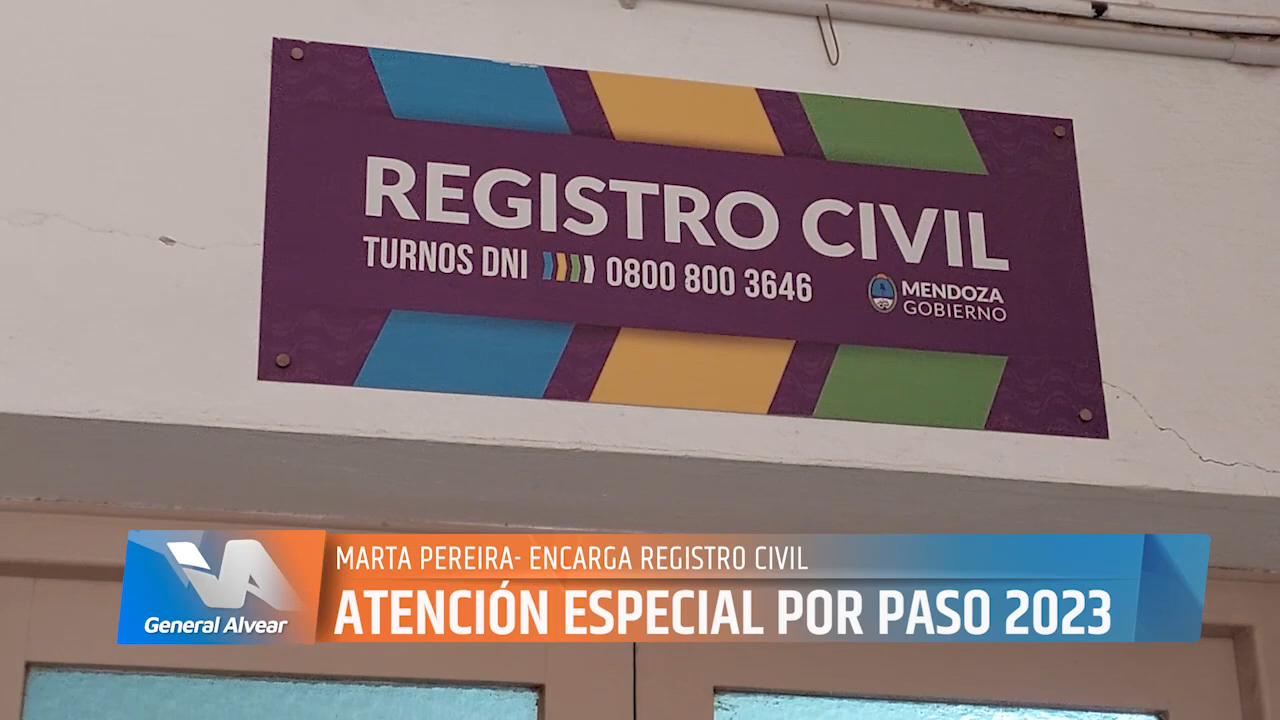 REGISTRO CIVIL
TURNOS DNI 0800 800 3646
MENDOZA
GOBIERNO
MARTA PEREIRA- ENCARGA REGISTRO CIVIL
ATENCIÓN ESPECIAL POR PASO 2023
VA
General Alvear